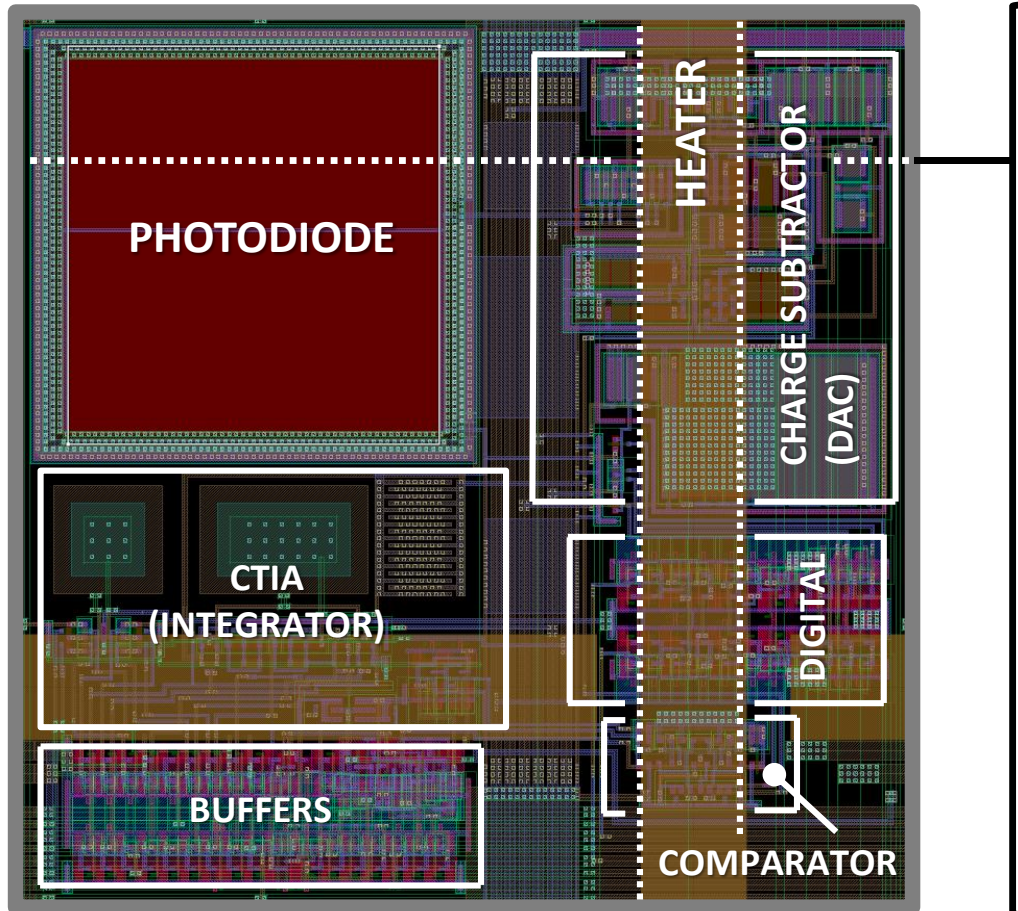 HEATER
CHARGE SUBTRACTOR
(DAC)
PHOTODIODE
CTIA
(INTEGRATOR)
DIGITAL
BUFFERS
COMPARATOR